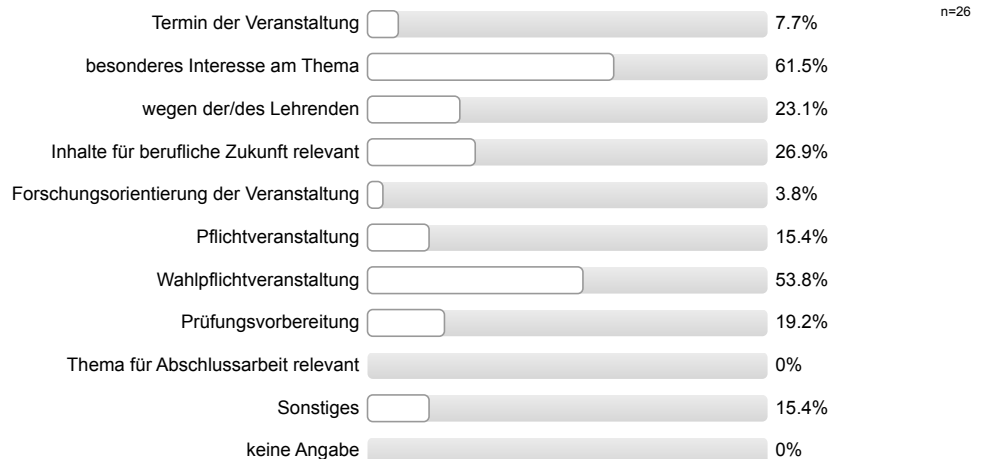 n=26
Termin der Veranstaltung 7.7%
besonderes Interesse am Thema 61.5%
wegen der/des Lehrenden 23.1%
Inhalte für berufliche Zukunft relevant 26.9%
Forschungsorientierung der Veranstaltung 3.8%
Pflichtveranstaltung 15.4%
Wahlpflichtveranstaltung 53.8%
Prüfungsvorbereitung 19.2%
Thema für Abschlussarbeit relevant 0%
Sonstiges 15.4%
keine Angabe 0%